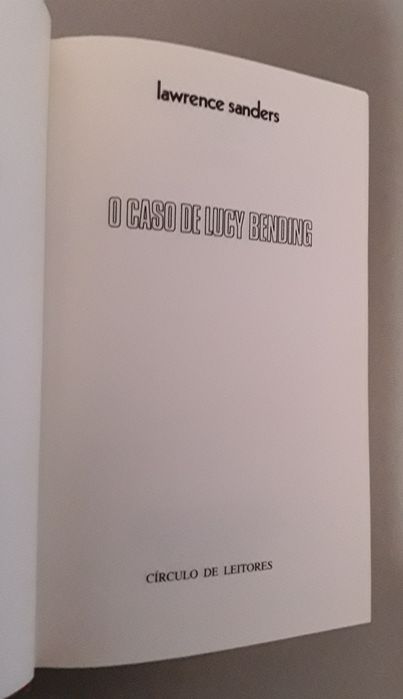 lawrence sanders
O CASO DE LUCY BENDING
CÍRCULO DE LEITORES